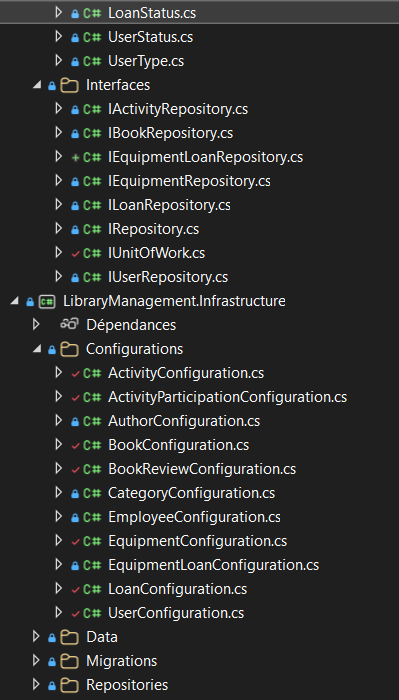 C# LoanStatus.cs
C# UserStatus.cs
C# UserType.cs
Interfaces
C# IActivityRepository.cs
C# IBookRepository.cs
C# IEquipmentLoanRepository.cs
C# IEquipmentRepository.cs
C# ILoanRepository.cs
C# IRepository.cs
C# IUnitOfWork.cs
C# IUserRepository.cs
C# LibraryManagement.Infrastructure
Dépendances
Configurations
C# ActivityConfiguration.cs
C# ActivityParticipationConfiguration.cs
C# AuthorConfiguration.cs
C# BookConfiguration.cs
C# BookReviewConfiguration.cs
C# CategoryConfiguration.cs
C# EmployeeConfiguration.cs
C# EquipmentConfiguration.cs
C# EquipmentLoanConfiguration.cs
C# LoanConfiguration.cs
C# UserConfiguration.cs
Data
Migrations
Repositories